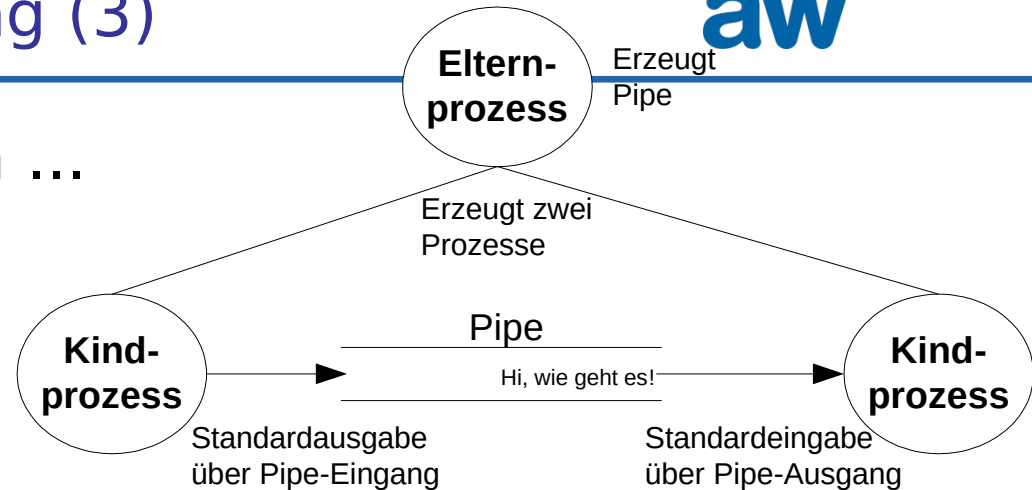 ng (3)
aw
Eltern-
prozess
Erzeugt
Pipe
...
Erzeugt zwei
Prozesse
Pipe
Kind-
prozess
Hi, wie geht es!
Kind-
prozess
Standardausgabe
über Pipe-Eingang
Standardeingabe
über Pipe-Ausgang